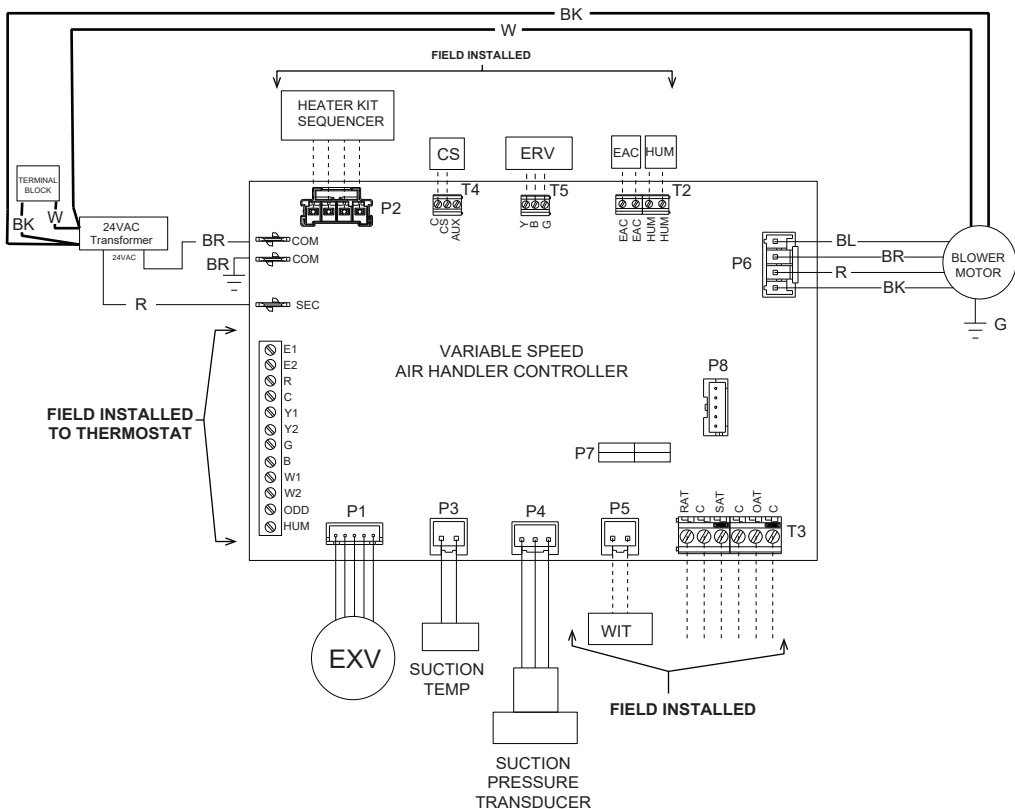 BK
W
FIELD INSTALLED
HEATER KIT
SEQUENCER
CS
ERV
EAC
HUM
TERMINAL
BLOCK
BK
W
24VAC
Transformer
24VAC
BR
BR
R
COM
COM
SEC
P2
T4
C
CS
AUX
T5
Y
B
G
T2
EAC
EAC
HUM
HUM
P6
BL
BR
R
BK
BLOWER
MOTOR
G
VARIABLE SPEED
AIR HANDLER CONTROLLER
P8
P7
FIELD INSTALLED
TO THERMOSTAT
E1
E2
R
C
Y1
Y2
G
B
W1
W2
ODD
HUM
P1
P3
P4
P5
RAT
C
SAT
C
OAT
C
T3
EXV
SUCTION
TEMP
WIT
FIELD INSTALLED
SUCTION
PRESSURE
TRANSDUCER